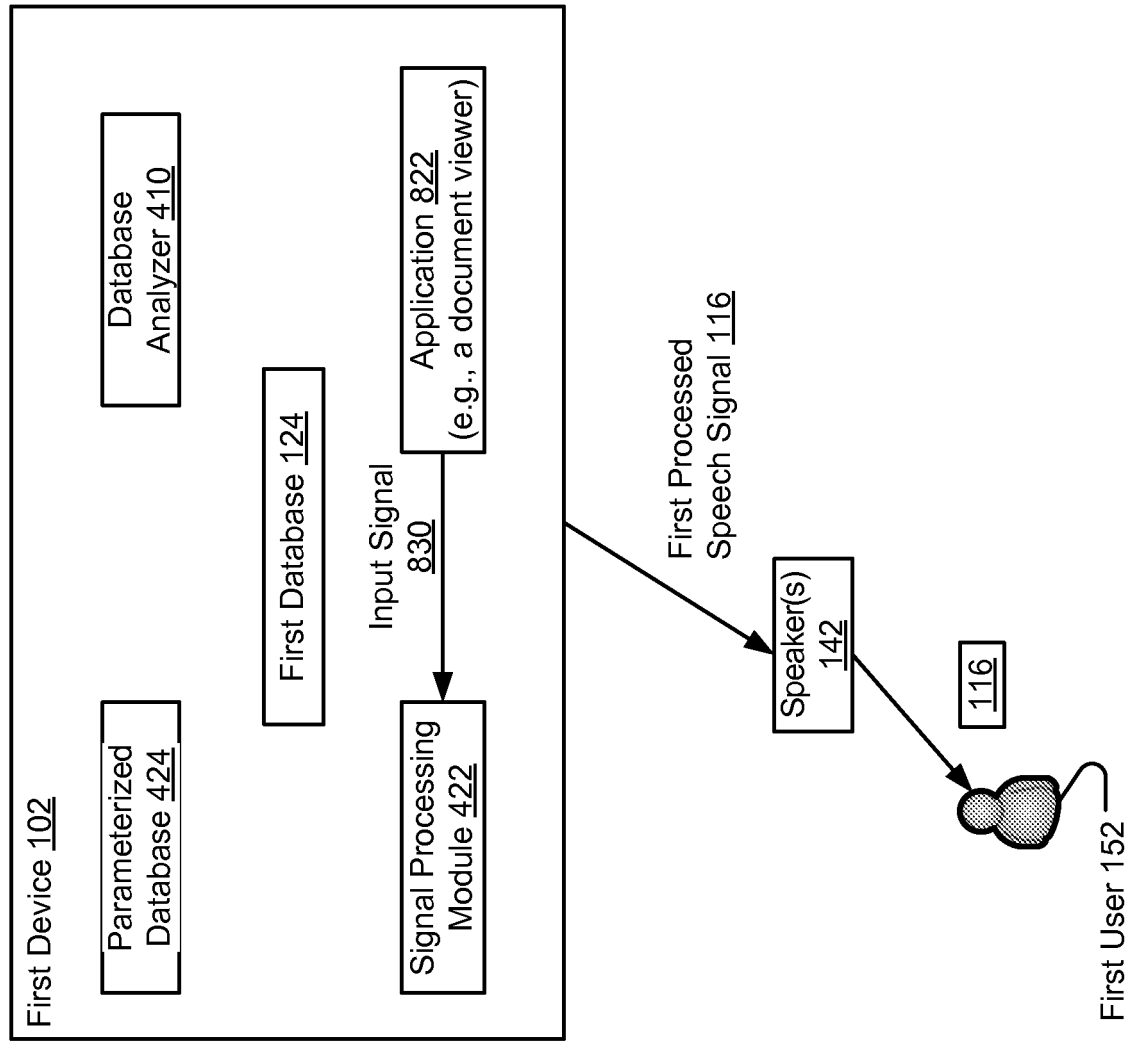 First Device 102
Parameterized
Database 424
Database
Analyzer 410
First Database 124
Signal Processing
Module 422
Input Signal
830
Application 822
(e.g., a document viewer)
First Processed
Speech Signal 116
Speaker(s)
142
116
First User 152